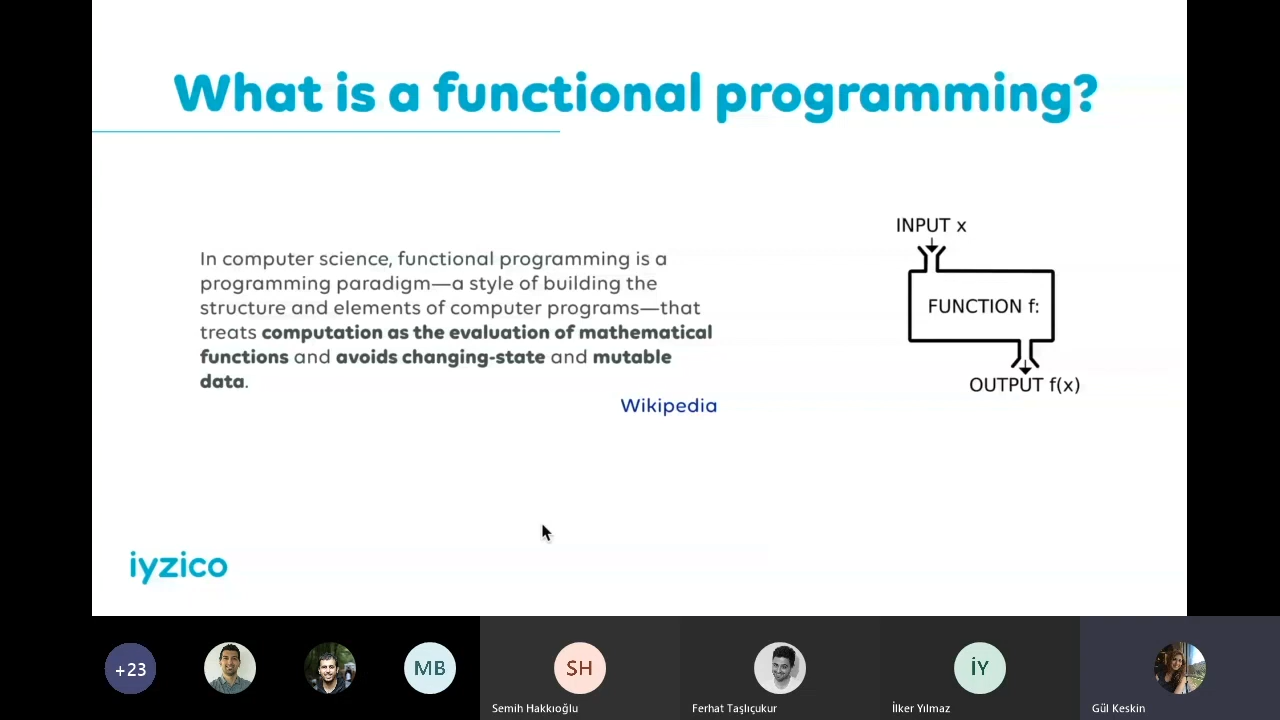 What is a functional programming?
In computer science, functional programming is a
programming paradigm—a style of building the
structure and elements of computer programs—that
treats computation as the evaluation of mathematical
functions and avoids changing-state and mutable
data.
Wikipedia
INPUT x
FUNCTION f:
OUTPUT f(x)
iyzico
+23
MB
SH
İY
Semih Hakkıoğlu
Ferhat Taşlıçukur
İlker Yılmaz
Gül Keskin